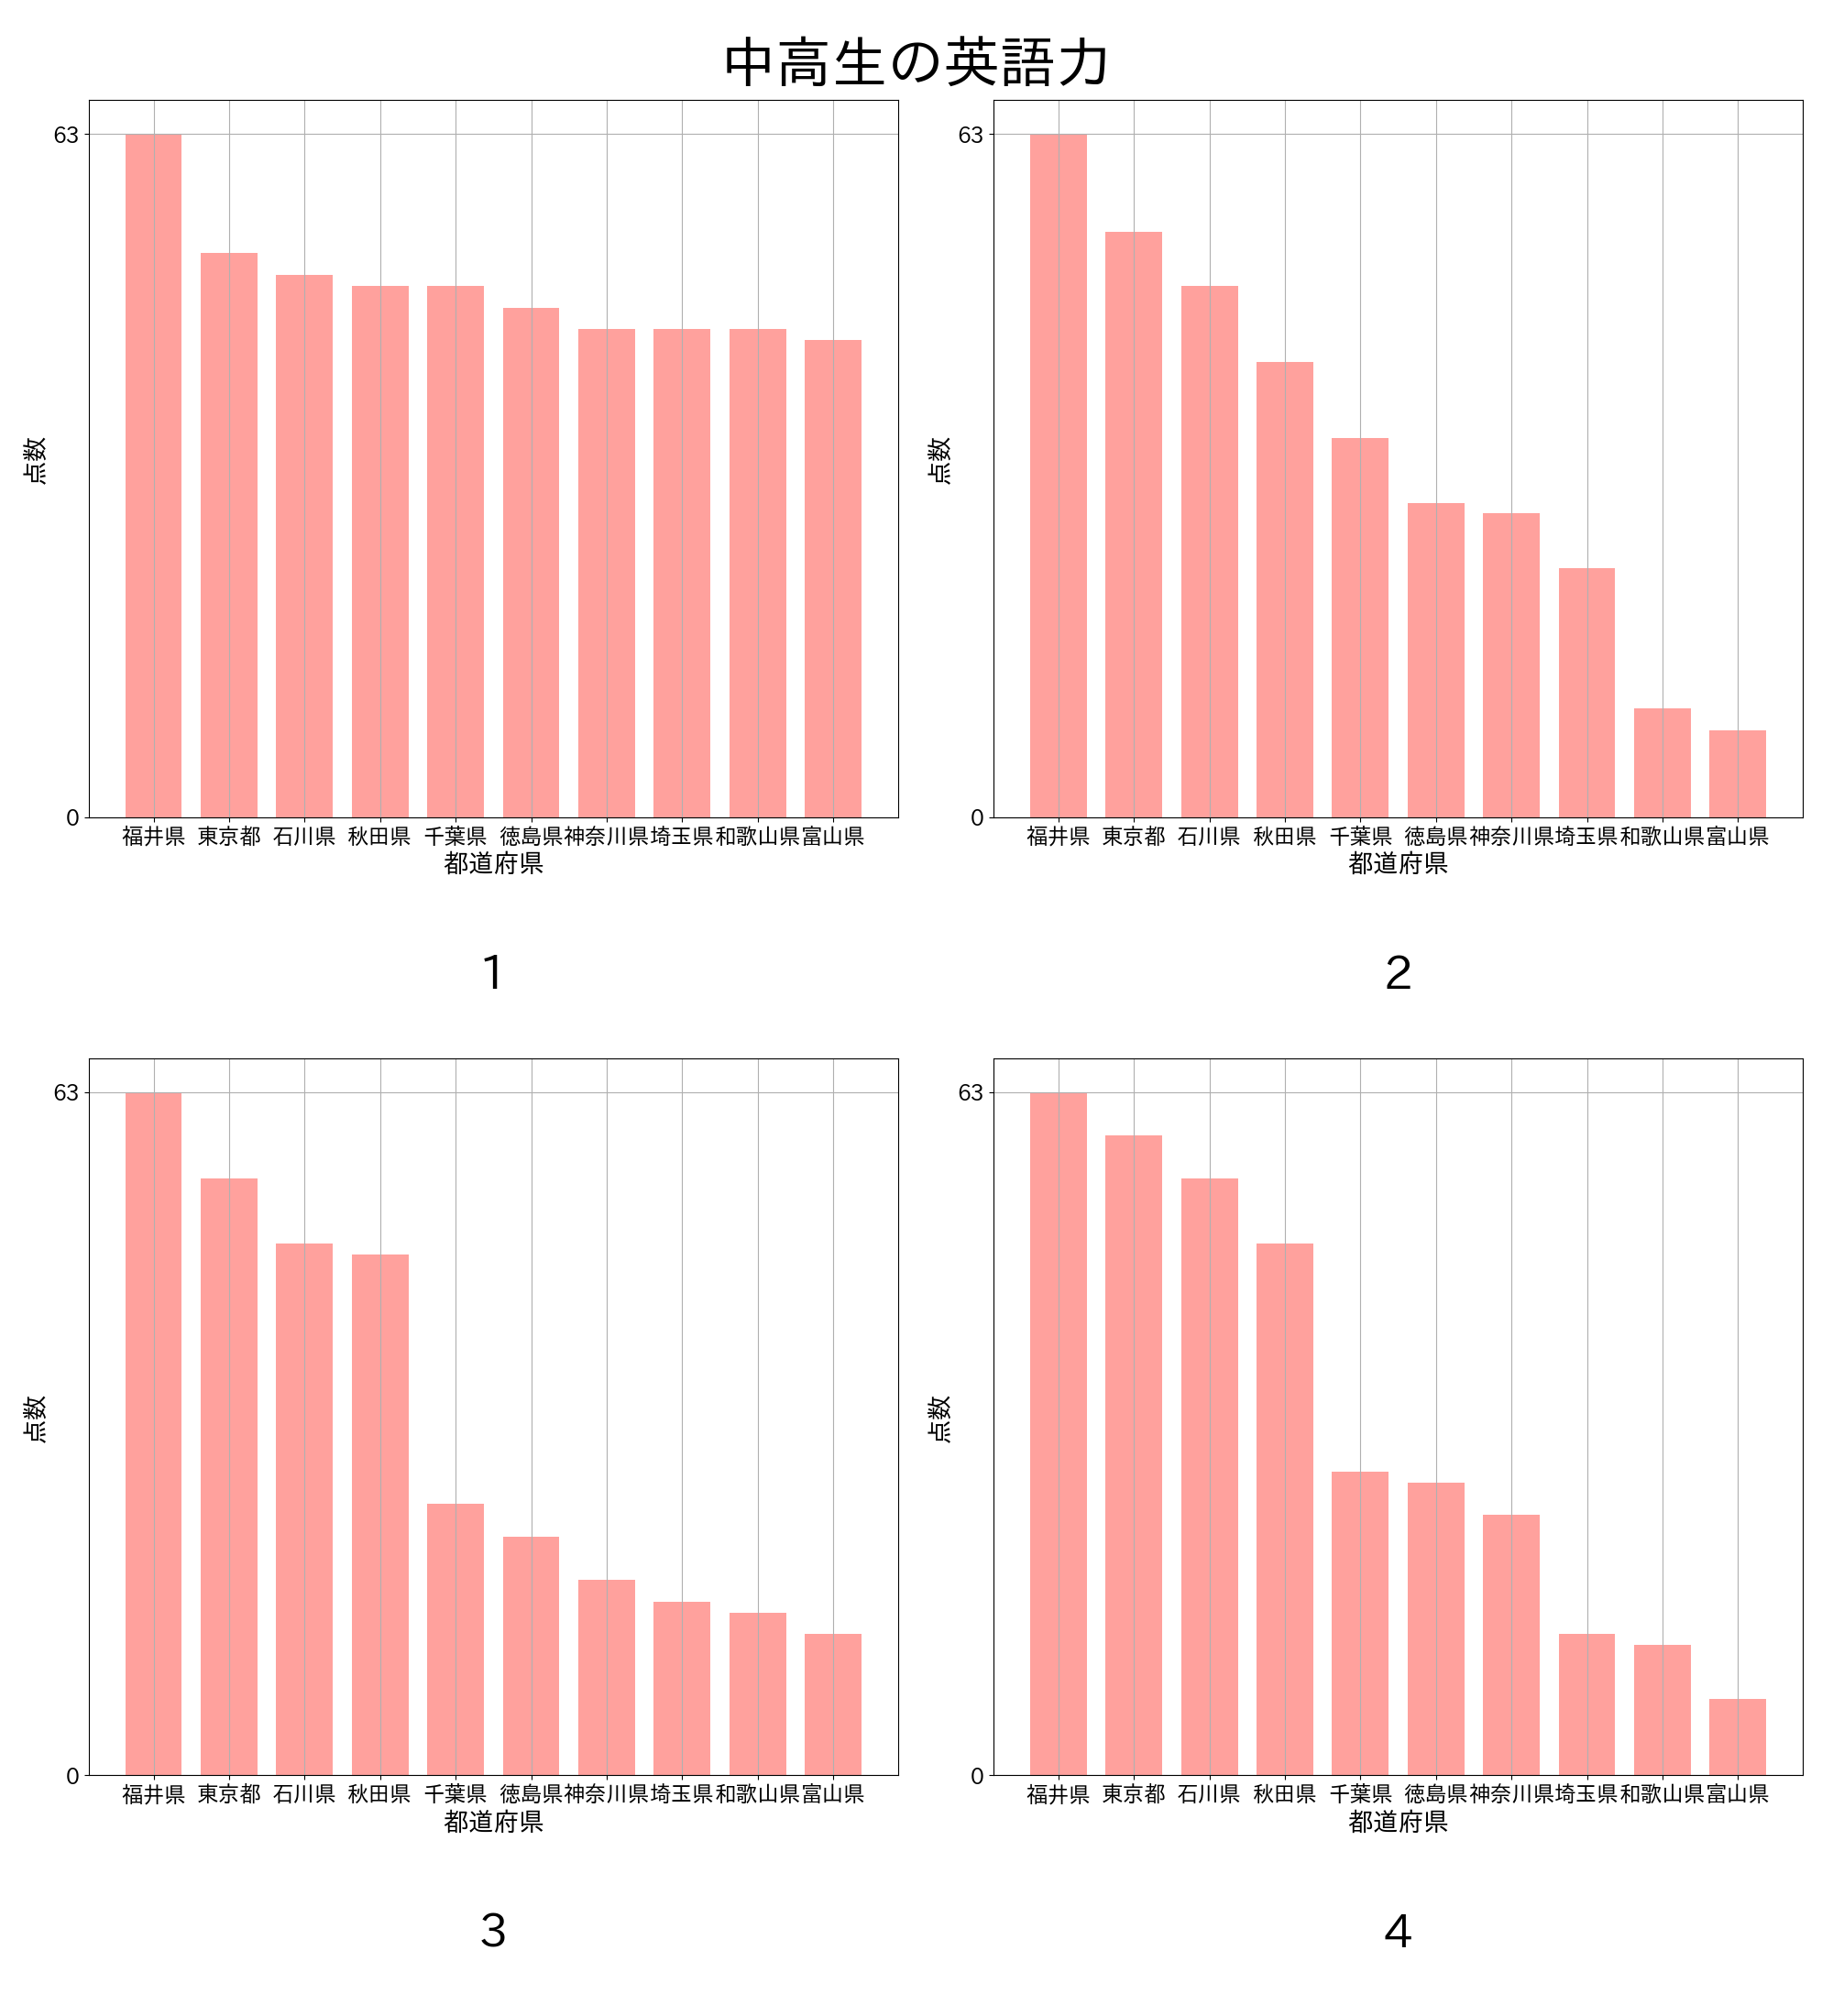 中高生の英語力
63
0
点数
福井県 東京都 石川県 秋田県 千葉県 徳島県 神奈川県 埼玉県 和歌山県 富山県
都道府県
1
63
0
点数
福井県 東京都 石川県 秋田県 千葉県 徳島県 神奈川県 埼玉県 和歌山県 富山県
都道府県
2
63
0
点数
福井県 東京都 石川県 秋田県 千葉県 徳島県 神奈川県 埼玉県 和歌山県 富山県
都道府県
3
63
0
点数
福井県 東京都 石川県 秋田県 千葉県 徳島県 神奈川県 埼玉県 和歌山県 富山県
都道府県
4